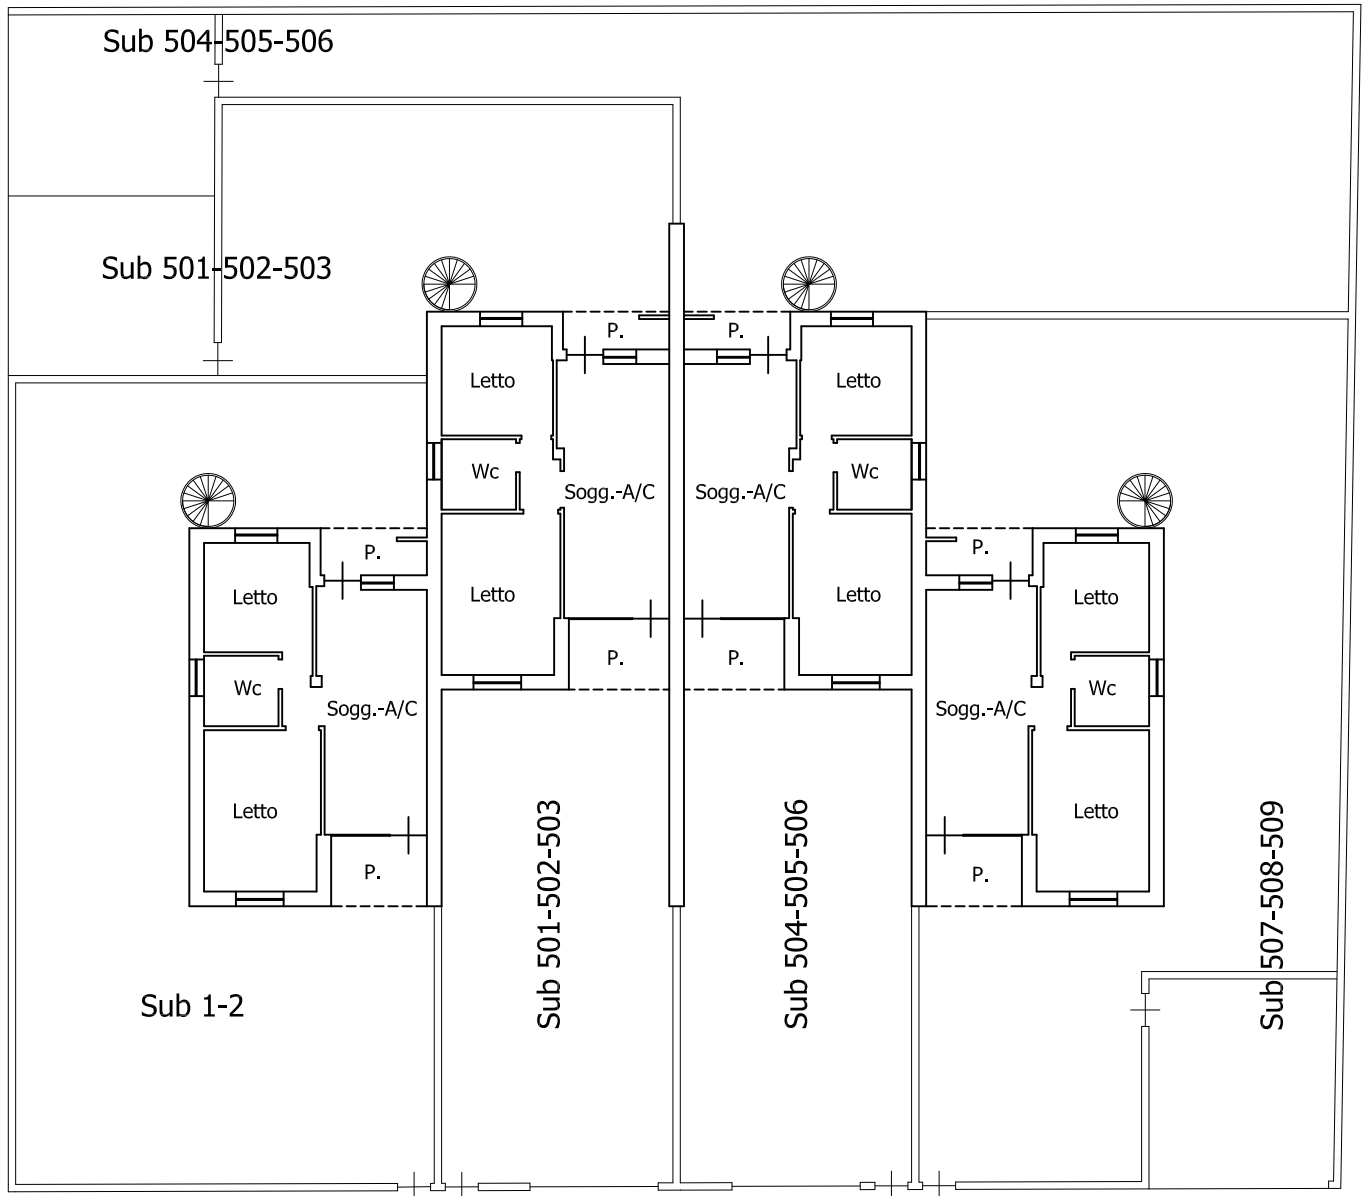 Sub 504-505-506
Sub 501-502-503
P.
P.
Letto
Letto
Wc
Wc
Sogg.-A/C
Sogg.-A/C
P.
P.
Letto
Letto
Letto
Letto
P.
P.
Wc
Wc
Sogg.-A/C
Sogg.-A/C
Letto
Letto
P.
P.
Sub 501-502-503
Sub 504-505-506
Sub 507-508-509
Sub 1-2